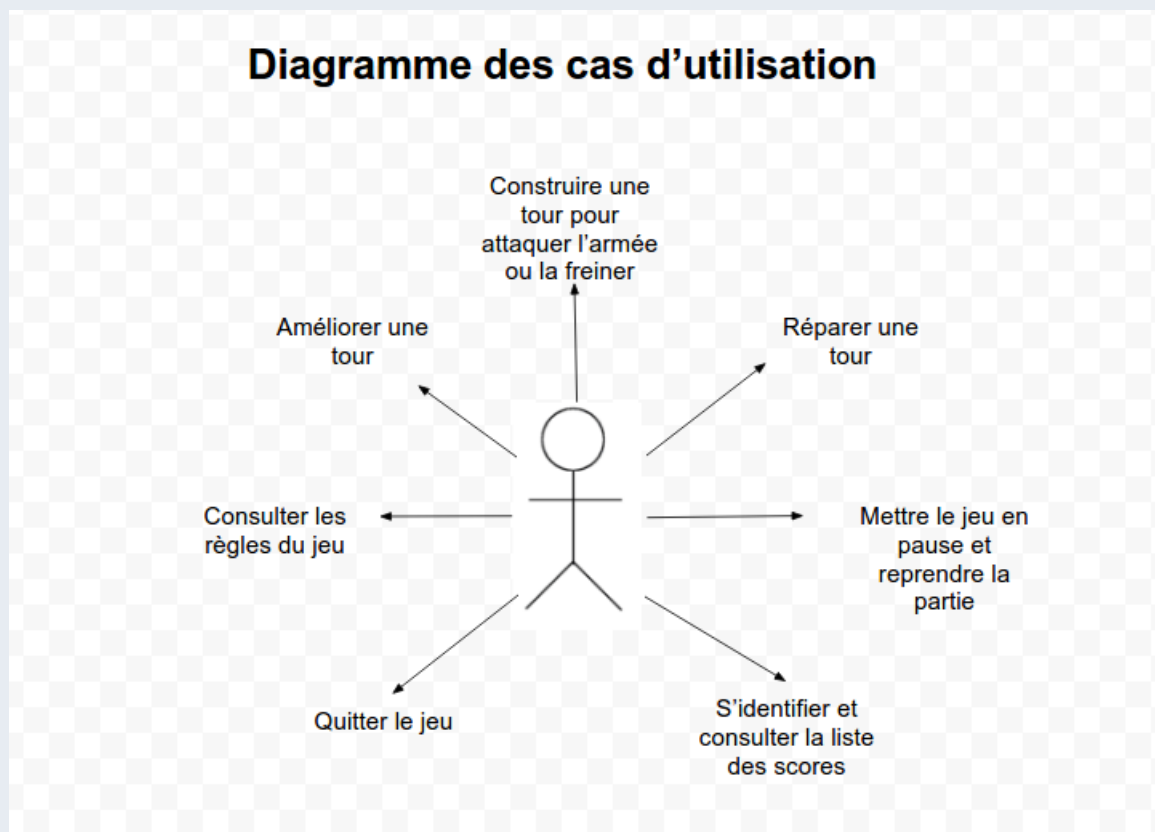 Diagramme des cas d’utilisation
Construire une
tour pour
attaquer l’armée
ou la freiner
Améliorer une
tour
Réparer une
tour
Consulter les
règles du jeu
Mettre le jeu en
pause et
reprendre la
partie
Quitter le jeu
S’identifier et
consulter la liste
des scores